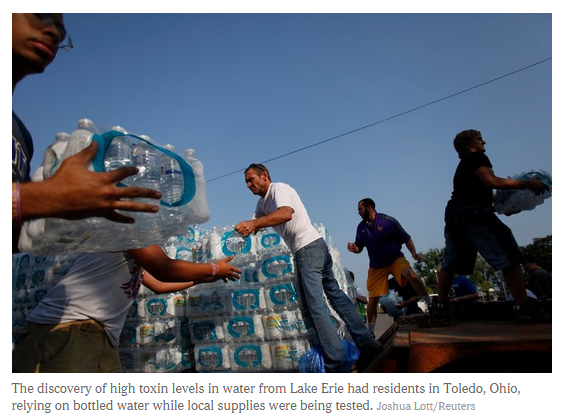 The discovery of high toxin levels in water from Lake Erie had residents in Toledo, Ohio,
relying on bottled water while local supplies were being tested. Joshua Lott/Reuters